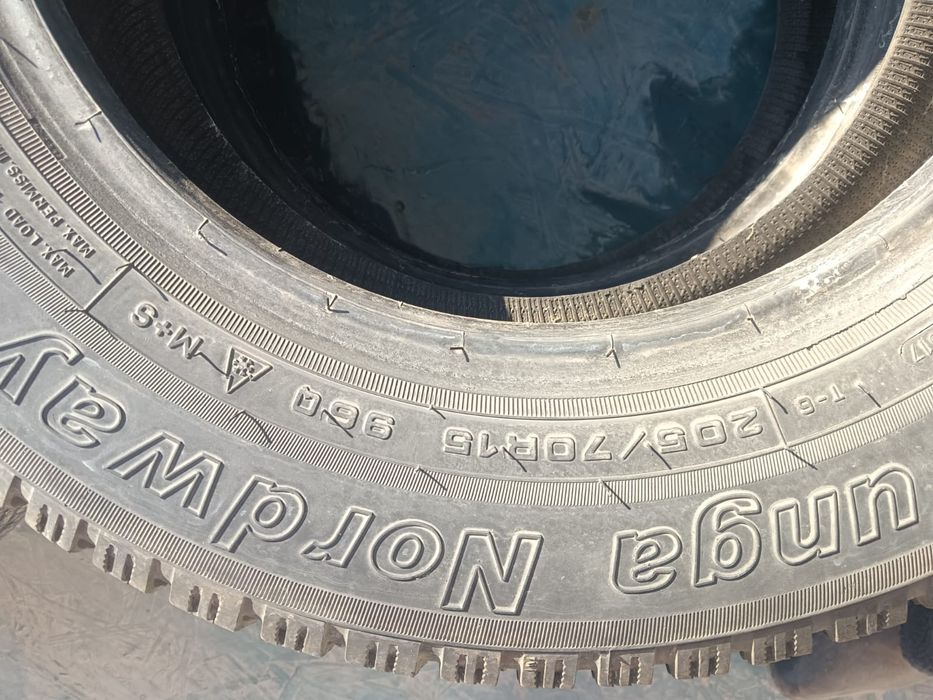 unga Nordway
T-6
205/70R15 96Q
M+S
MAX. LOAD
MAX. PERMISS